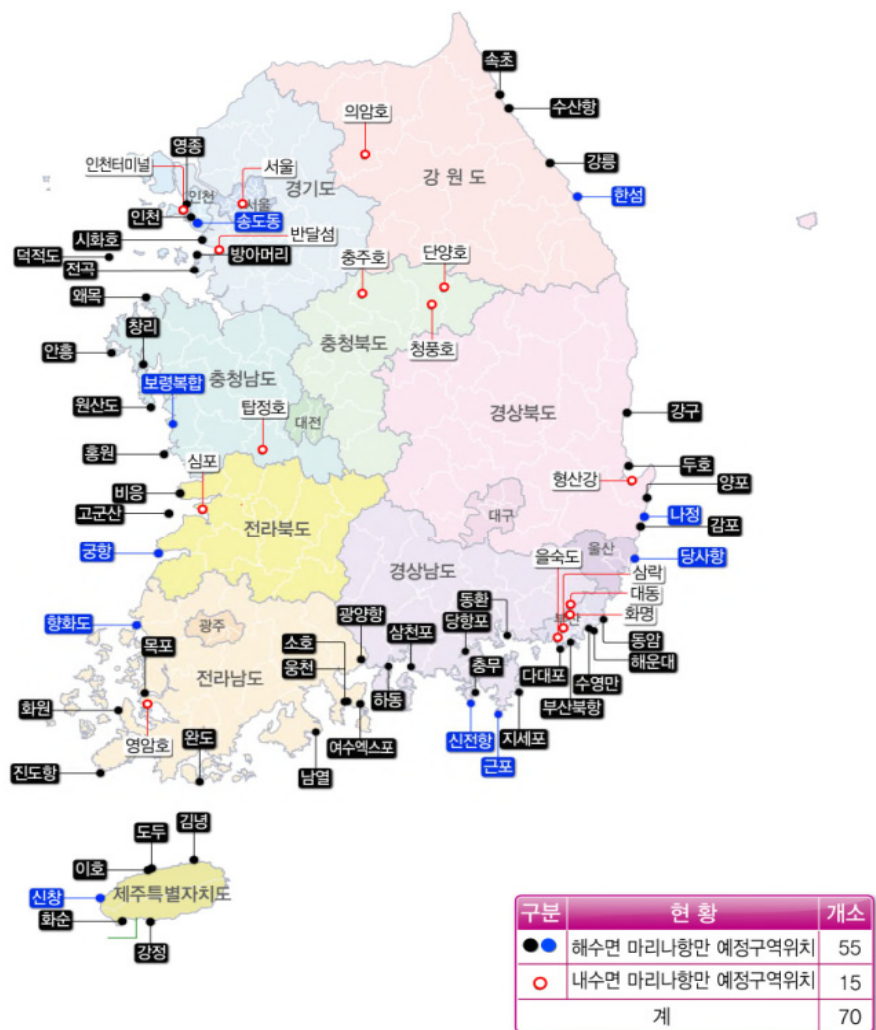 속초
수산항
의암호
영종
강릉
인천터미널
서울
경기도
강원도
한섬
인천
서울
인천
송도동
시화호
반달섬
덕적도
방아머리
충주호
단양호
전곡
왜목
창리
충청북도
청풍호
안흥
충청남도
보령복합
원산도
탑정호
대전
경상북도
강구
홍원
심포
두호
비응
형산강
양포
고군산
대구
나정
전라북도
감포
궁항
울산
을숙도
당사항
경상남도
삼락
대동
동환
향화도
광주
광양항
삼천포
당항포
부산
화명
소호
동암
목포
해운대
전라남도
웅천
충무
다대포
수영만
화원
하동
부산북항
영암호
완도
여수엑스포
신전항
지세포
진도항
남열
근포
김녕
도두
이호
신창
제주특별자치도
화순
강정
구분 현 황 개소
해수면 마리나항만 예정구역위치 55
내수면 마리나항만 예정구역위치 15
계 70